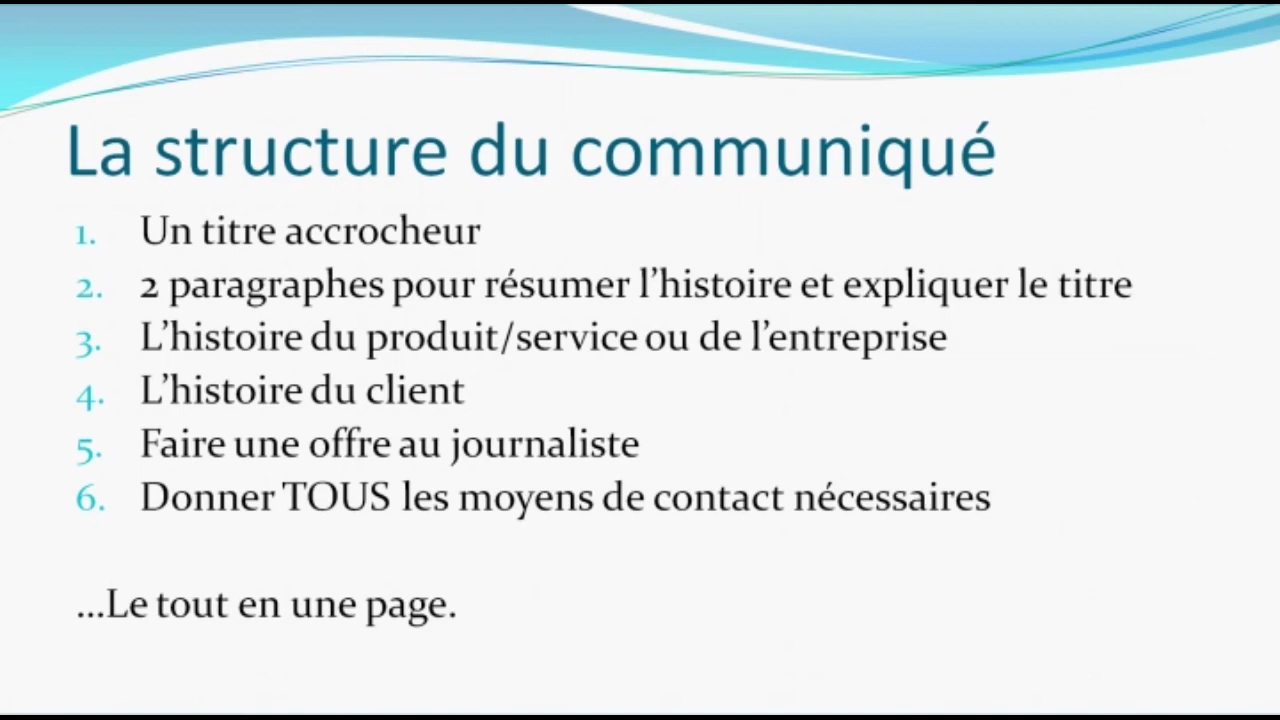 La structure du communiqué
1. Un titre accrocheur
2. 2 paragraphes pour résumer l’histoire et expliquer le titre
3. L’histoire du produit/service ou de l’entreprise
4. L’histoire du client
5. Faire une offre au journaliste
6. Donner TOUS les moyens de contact nécessaires
...Le tout en une page.